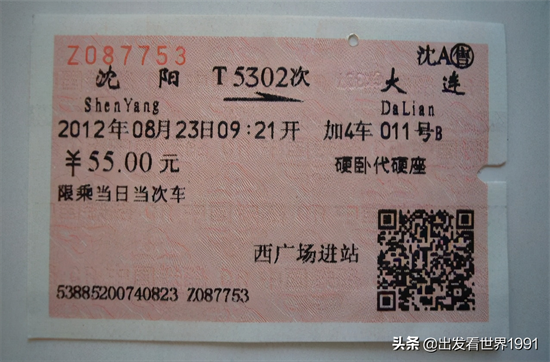 Z087753
沈A售
沈阳 T5302次 大连
ShenYang DaLian
2012年08月23日09:21开 加4车 011号B
￥55.00元 硬卧代硬座
限乘当日当次车
西广场进站
53885200740823 Z087753
头条 @出发看世界1991